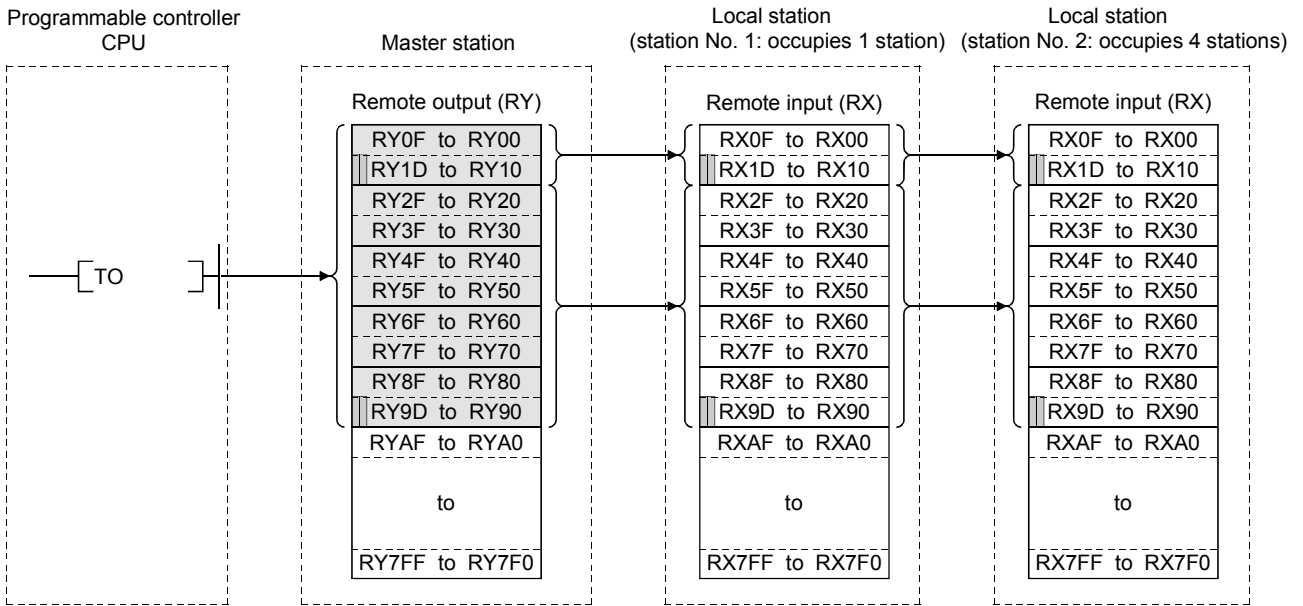 Programmable controller
CPU
TO
Master station
Remote output (RY)
RY0F to RY00
RY1D to RY10
RY2F to RY20
RY3F to RY30
RY4F to RY40
RY5F to RY50
RY6F to RY60
RY7F to RY70
RY8F to RY80
RY9D to RY90
RYAF to RYA0
to
RY7FF to RY7F0
Local station
(station No. 1: occupies 1 station)
Remote input (RX)
RX0F to RX00
RX1D to RX10
RX2F to RX20
RX3F to RX30
RX4F to RX40
RX5F to RX50
RX6F to RX60
RX7F to RX70
RX8F to RX80
RX9D to RX90
RXAF to RXA0
to
RX7FF to RX7F0
Local station
(station No. 2: occupies 4 stations)
Remote input (RX)
RX0F to RX00
RX1D to RX10
RX2F to RX20
RX3F to RX30
RX4F to RX40
RX5F to RX50
RX6F to RX60
RX7F to RX70
RX8F to RX80
RX9D to RX90
RXAF to RXA0
to
RX7FF to RX7F0